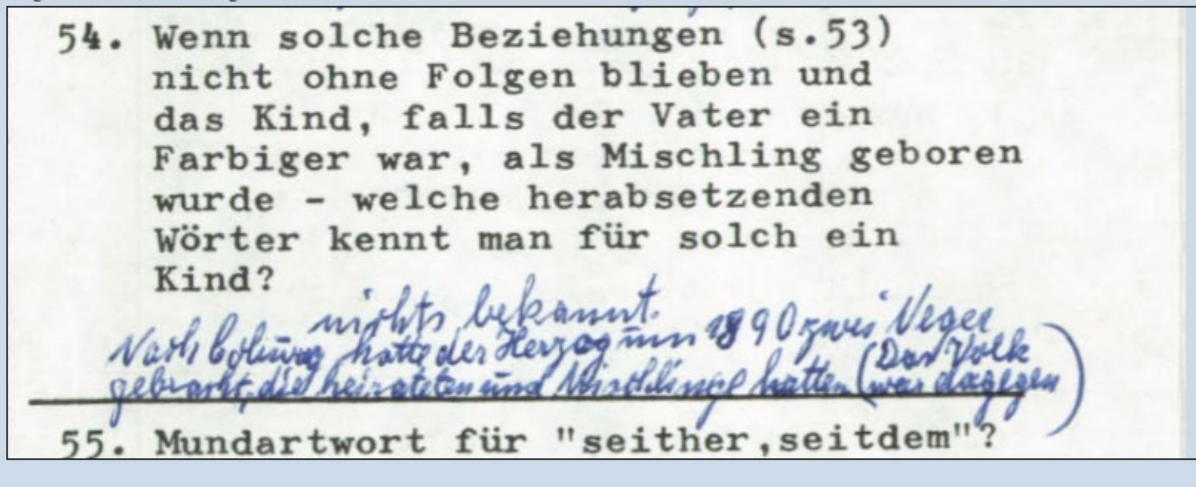 54. Wenn solche Beziehungen (s.53)
nicht ohne Folgen blieben und
das Kind, falls der Vater ein
Farbiger war, als Mischling geboren
wurde - welche herabsetzenden
Wörter kennt man für solch ein
Kind?
nichts bekannt.
Nach hatte der Herzog um 1890 zwei Neger
gebracht, die heirateten und Mischlinge hatten (Das Volk
war dagegen)
55. Mundartwort für "seither,seitdem"?